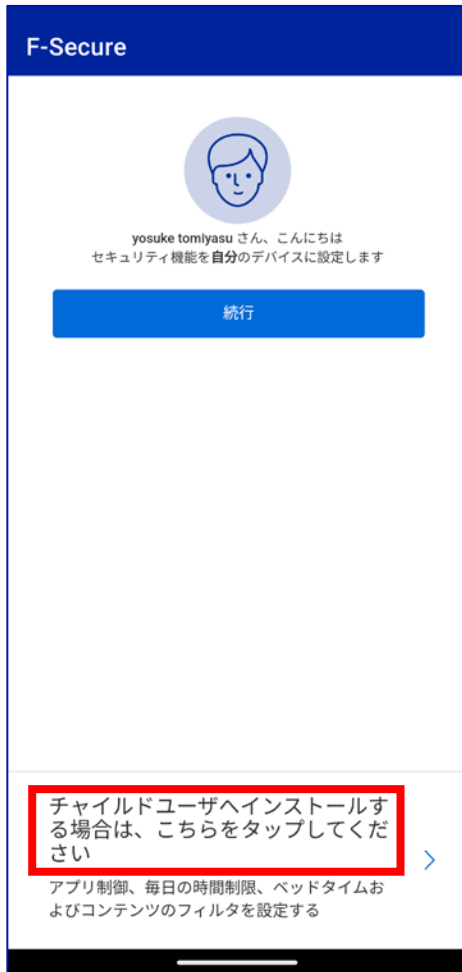 F-Secure
yosuke tomiyasu さん、こんにちは
セキュリティ機能を自分のデバイスに設定します
続行
チャイルドユーザへインストールす
る場合は、こちらをタップしてくだ
さい
アプリ制御、毎日の時間制限、ベッドタイムお
よびコンテンツのフィルタを設定する